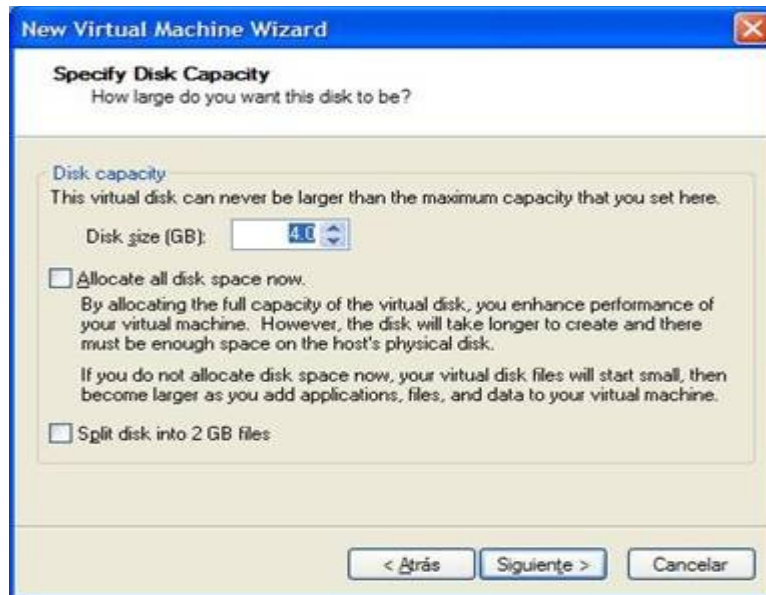 New Virtual Machine Wizard
Specify Disk Capacity
How large do you want this disk to be?
Disk capacity
This virtual disk can never be larger than the maximum capacity that you set here.
Disk size (GB): 4.0
Allocate all disk space now.
By allocating the full capacity of the virtual disk, you enhance performance of
your virtual machine. However, the disk will take longer to create and there
must be enough space on the host's physical disk.
If you do not allocate disk space now, your virtual disk files will start small, then
become larger as you add applications, files, and data to your virtual machine.
Split disk into 2 GB files
< Atrás Siguiente > Cancelar